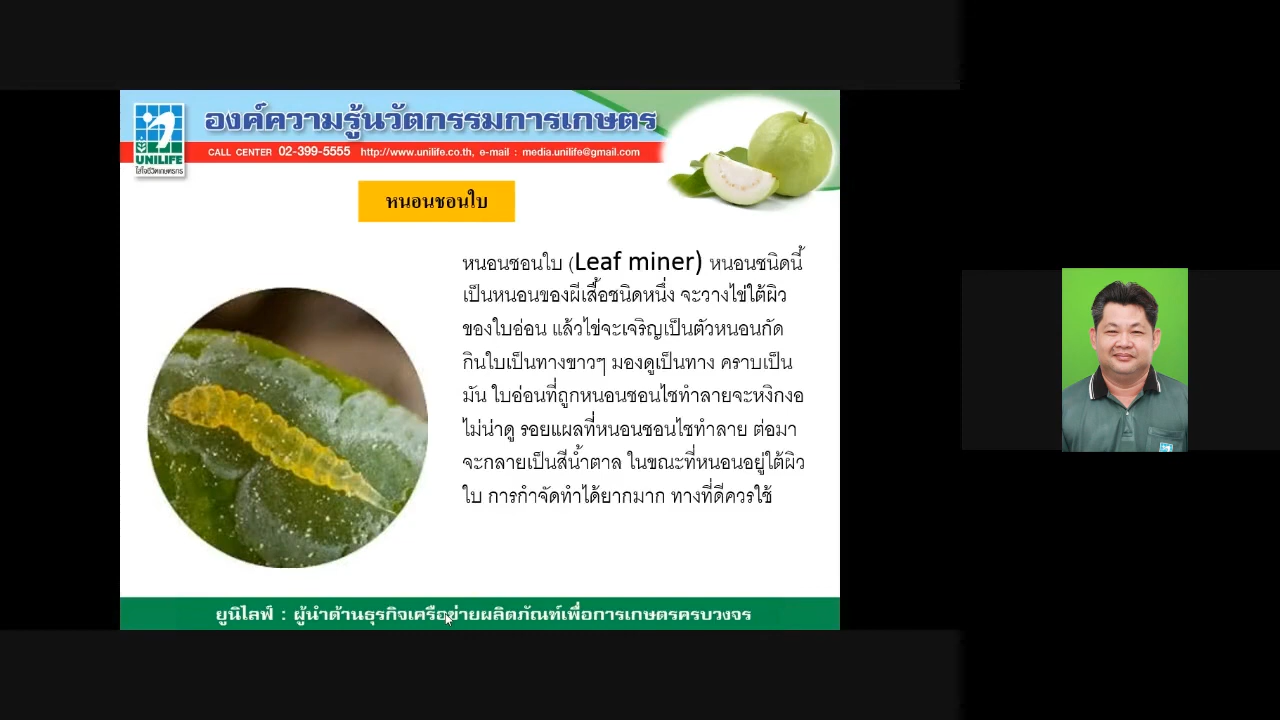 องค์ความรู้นวัตกรรมการเกษตร
UNILIFE
ใส่ใจชีวิตเกษตรกร
CALL CENTER 02-399-5555 http://www.unilife.co.th, e-mail : media.unilife@gmail.com
หนอนชอนใบ
หนอนชอนใบ (Leaf miner) หนอนชนิดนี้
เป็นหนอนของผีเสื้อชนิดหนึ่ง จะวางไข่ใต้ผิว
ของใบอ่อน แล้วไข่จะเจริญเป็นตัวหนอนกัด
กินใบเป็นทางขาวๆ มองดูเป็นทาง คราบเป็น
มัน ใบอ่อนที่ถูกหนอนชอนไชทำลายจะหงิกงอ
ไม่น่าดู รอยแผลที่หนอนชอนไชทำลาย ต่อมา
จะกลายเป็นสีน้ำตาล ในขณะที่หนอนอยู่ใต้ผิว
ใบ การกำจัดทำได้ยากมาก ทางที่ดีควรใช้
ยูนิไลฟ์ : ผู้นำด้านธุรกิจเครือข่ายผลิตภัณฑ์เพื่อการเกษตรครบวงจร